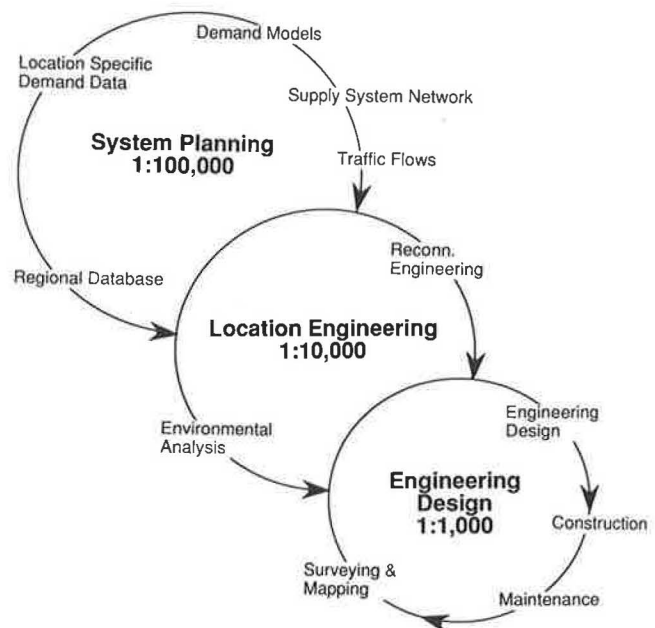 Demand Models
Location Specific
Demand Data
Supply System Network
System Planning
1:100,000
Traffic Flows
Reconn.
Engineering
Regional Database
Location Engineering
1:10,000
Engineering
Design
Environmental
Analysis
Engineering
Design
1:1,000
Construction
Surveying &
Mapping
Maintenance